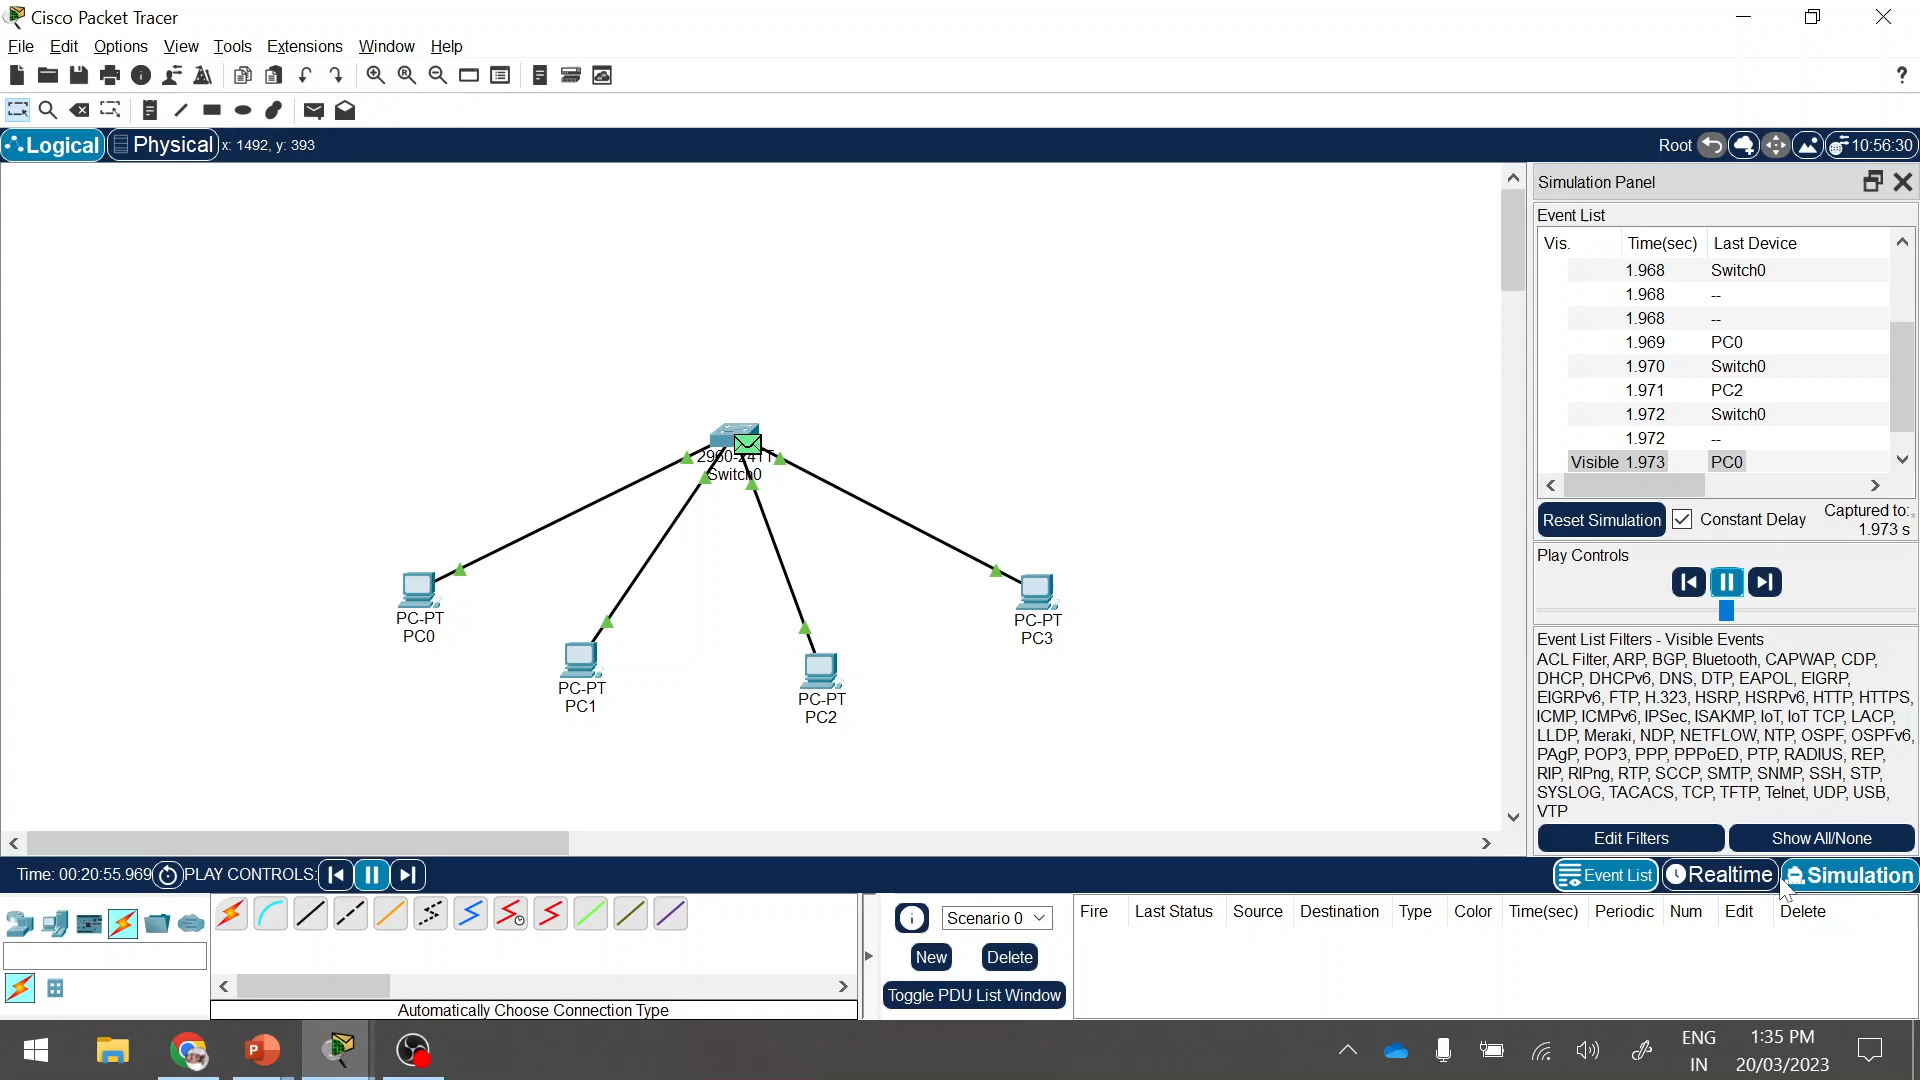 Cisco Packet Tracer
File Edit Options View Tools Extensions Window Help
?
Logical Physical x: 1492, y: 393 Root 10:56:30
Simulation Panel
Event List
Vis. Time(sec) Last Device
1.968 Switch0
1.968 --
1.968 --
1.969 PC0
1.970 Switch0
1.971 PC2
1.972 Switch0
1.972 --
Visible 1.973 PC0
Reset Simulation Constant Delay Captured to:
1.973 s
Play Controls
Event List Filters - Visible Events
ACL Filter, ARP, BGP, Bluetooth, CAPWAP, CDP,
DHCP, DHCPv6, DNS, DTP, EAPOL, EIGRP,
EIGRPv6, FTP, H.323, HSRP, HSRPv6, HTTP, HTTPS,
ICMP, ICMPv6, IPSec, ISAKMP, IoT, IoT TCP, LACP,
LLDP, Meraki, NDP, NETFLOW, NTP, OSPF, OSPFv6,
PAgP, POP3, PPP, PPPoED, PTP, RADIUS, REP,
RIP, RIPng, RTP, SCCP, SMTP, SNMP, SSH, STP,
SYSLOG, TACACS, TCP, TFTP, Telnet, UDP, USB,
VTP
Edit Filters Show All/None
2960-24TT
Switch0
PC-PT
PC0
PC-PT
PC1
PC-PT
PC2
PC-PT
PC3
Time: 00:20:55.969 PLAY CONTROLS: Event List Realtime Simulation
Scenario 0
New Delete
Toggle PDU List Window
Fire Last Status Source Destination Type Color Time(sec) Periodic Num Edit Delete
Automatically Choose Connection Type
ENG
IN
1:35 PM
20/03/2023